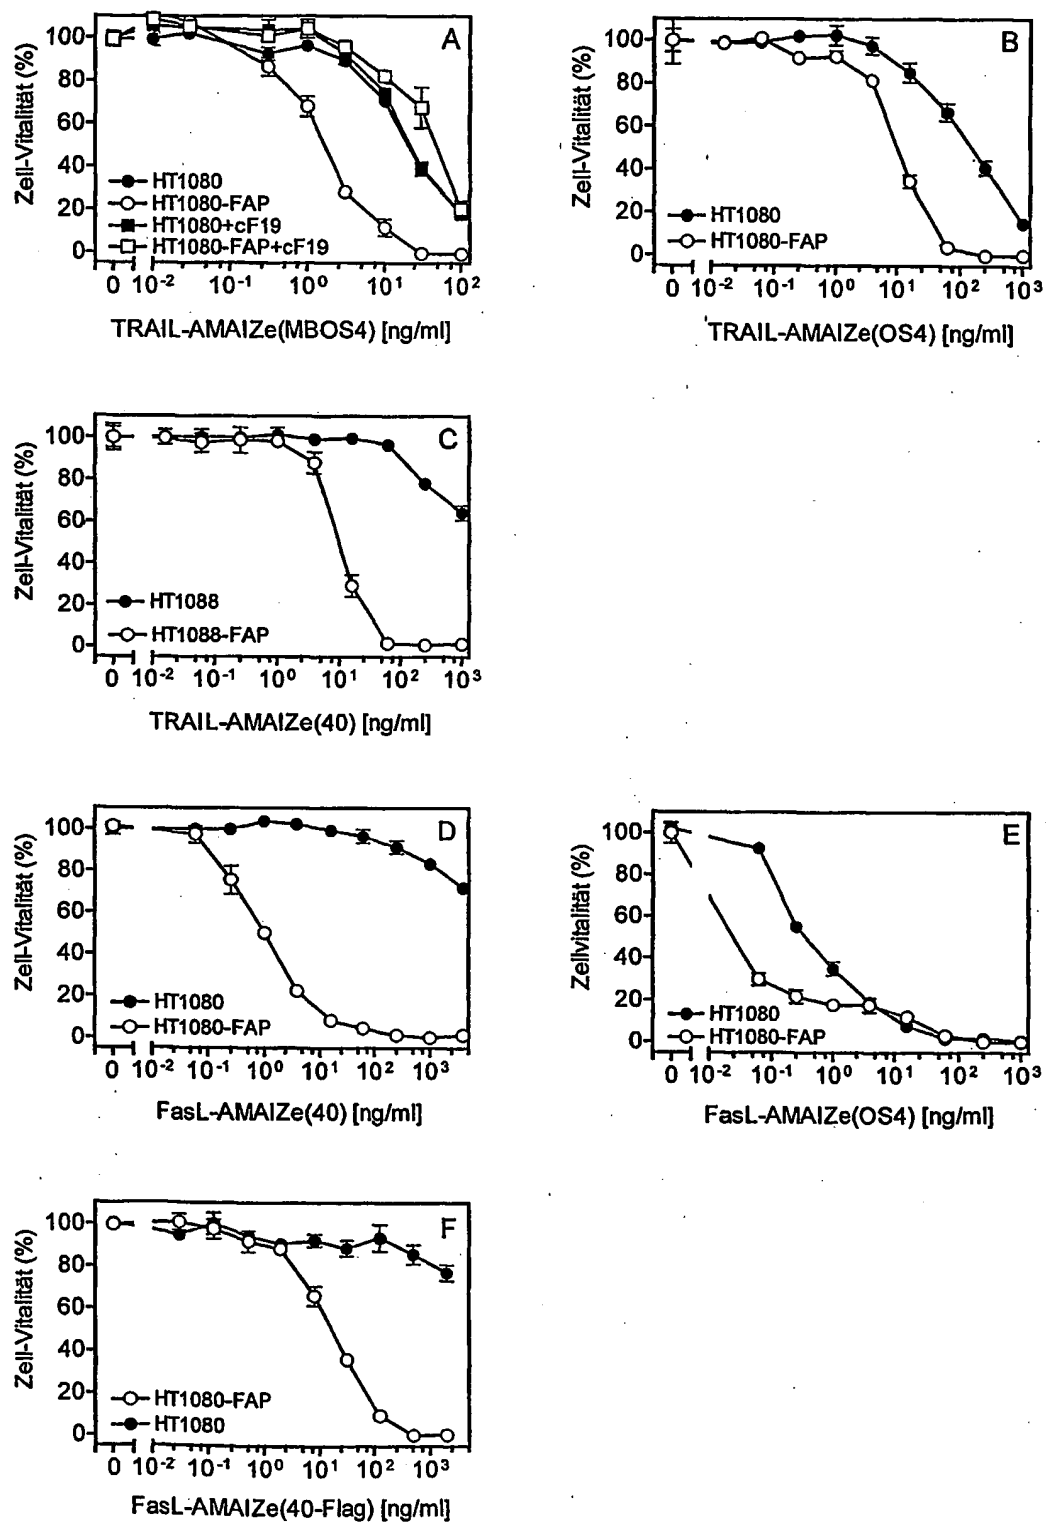 A
Zell-Vitalität (%)
100
80
60
40
20
0
HT1080
HT1080-FAP
HT1080+cF19
HT1080-FAP+cF19
0 10⁻² 10⁻¹ 10⁰ 10¹ 10²
TRAIL-AMAIZe(MBOS4) [ng/ml]
B
Zell-Vitalität (%)
100
80
60
40
20
0
HT1080
HT1080-FAP
0 10⁻² 10⁻¹ 10⁰ 10¹ 10² 10³
TRAIL-AMAIZe(OS4) [ng/ml]
C
Zell-Vitalität (%)
100
80
60
40
20
0
HT1088
HT1088-FAP
0 10⁻² 10⁻¹ 10⁰ 10¹ 10² 10³
TRAIL-AMAIZe(40) [ng/ml]
D
Zell-Vitalität (%)
100
80
60
40
20
0
HT1080
HT1080-FAP
0 10⁻² 10⁻¹ 10⁰ 10¹ 10² 10³
FasL-AMAIZe(40) [ng/ml]
E
Zellvitalität (%)
100
80
60
40
20
0
HT1080
HT1080-FAP
0 10⁻² 10⁻¹ 10⁰ 10¹ 10² 10³
FasL-AMAIZe(OS4) [ng/ml]
F
Zell-Vitalität (%)
100
80
60
40
20
0
HT1080-FAP
HT1080
0 10⁻² 10⁻¹ 10⁰ 10¹ 10² 10³
FasL-AMAIZe(40-Flag) [ng/ml]